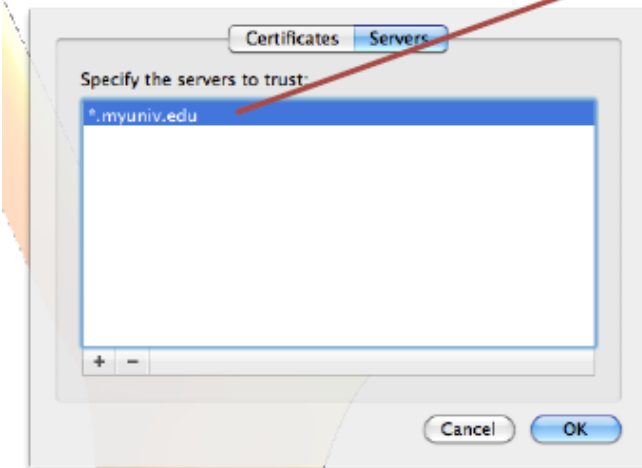 Certificates Servers
Specify the servers to trust:
*.myuniv.edu
+ -
Cancel OK